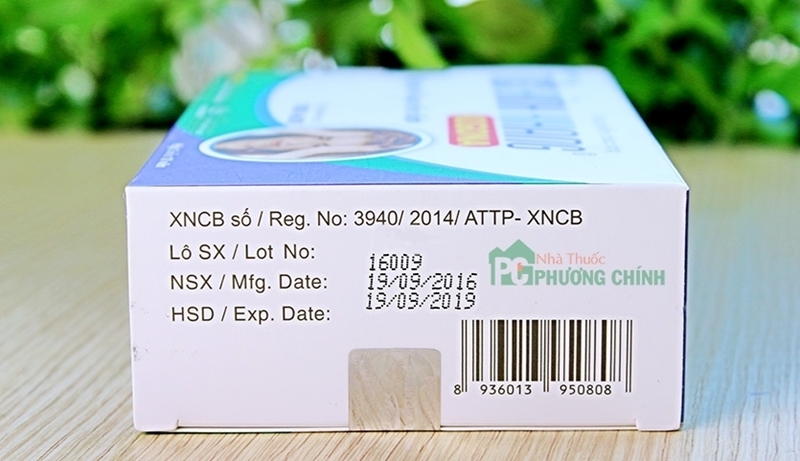 XNCB số / Reg. No: 3940/ 2014/ ATTP- XNCB
Lô SX / Lot No:
16009
NSX / Mfg. Date:
19/09/2016
HSD / Exp. Date:
19/09/2019
PC
Nhà Thuốc
PHƯƠNG CHÍNH
8 936013 950808